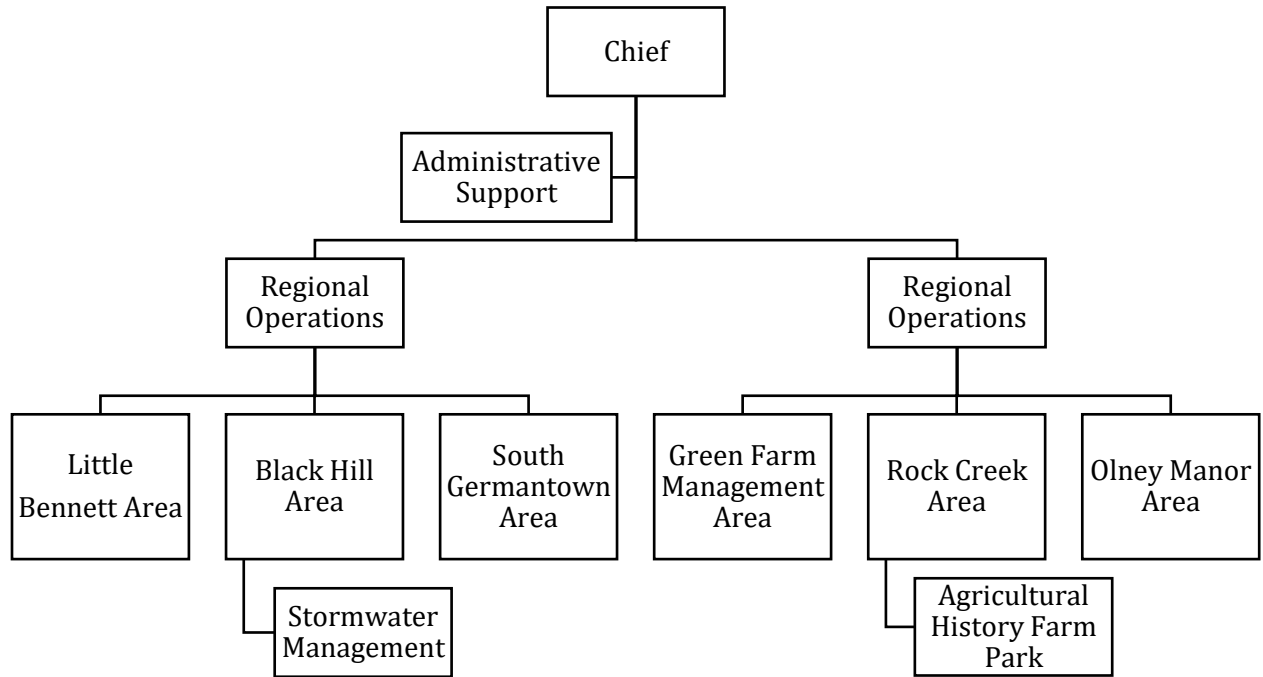 Chief
Administrative
Support
Regional
Operations
Regional
Operations
Little
Bennett Area
Black Hill
Area
South
Germantown
Area
Green Farm
Management
Area
Rock Creek
Area
Olney Manor
Area
Stormwater
Management
Agricultural
History Farm
Park